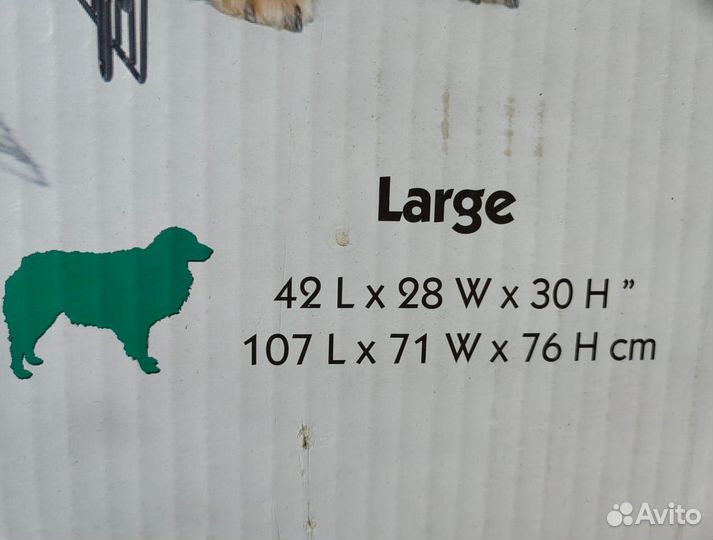 Large
42 L x 28 W x 30 H ”
107 L x 71 W x 76 H cm
Avito